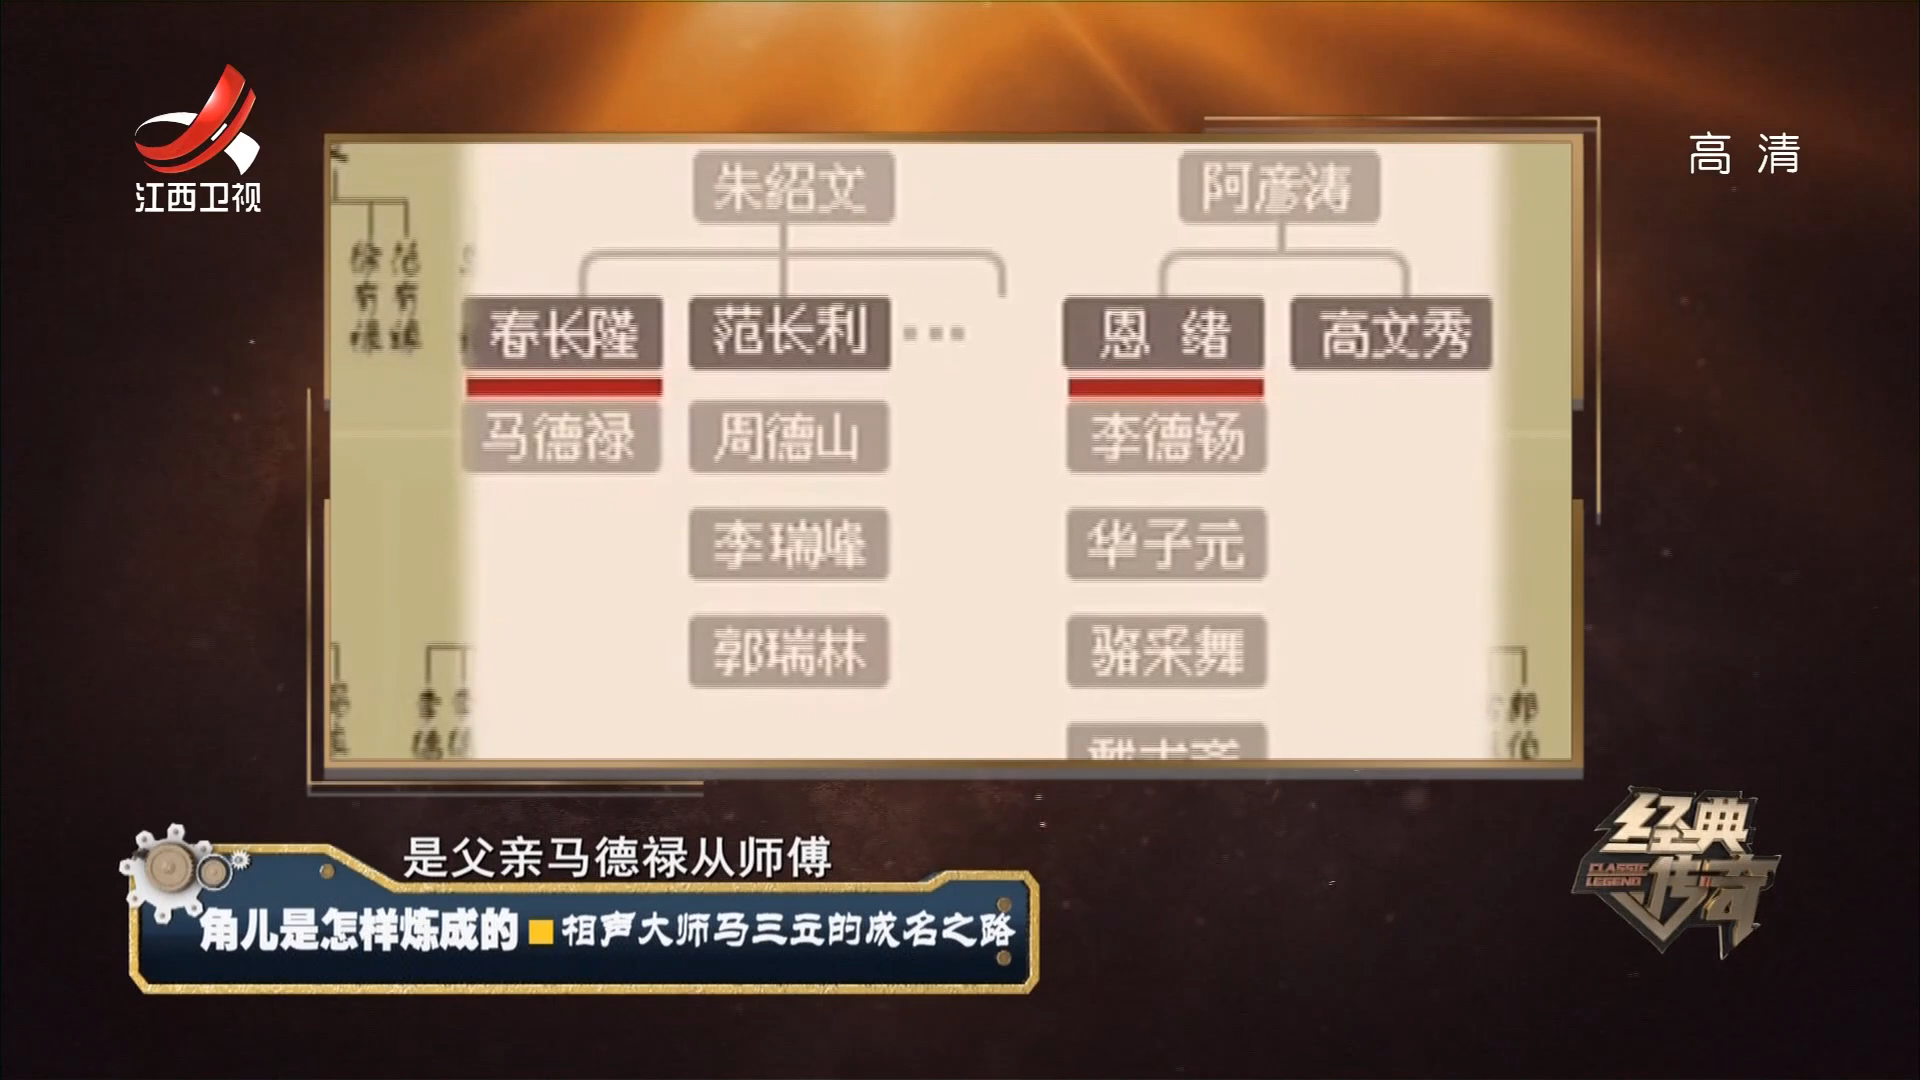 江西卫视
高清
朱绍文 阿彦涛
春长隆 范长利 ... 恩绪 高文秀
马德禄 周德山 李德钖
李瑞峰 华子元
郭瑞林 骆采舞
是父亲马德禄从师傅
角儿是怎样炼成的■相声大师马三立的成名之路
经典传奇
CLASSIC
LEGEND